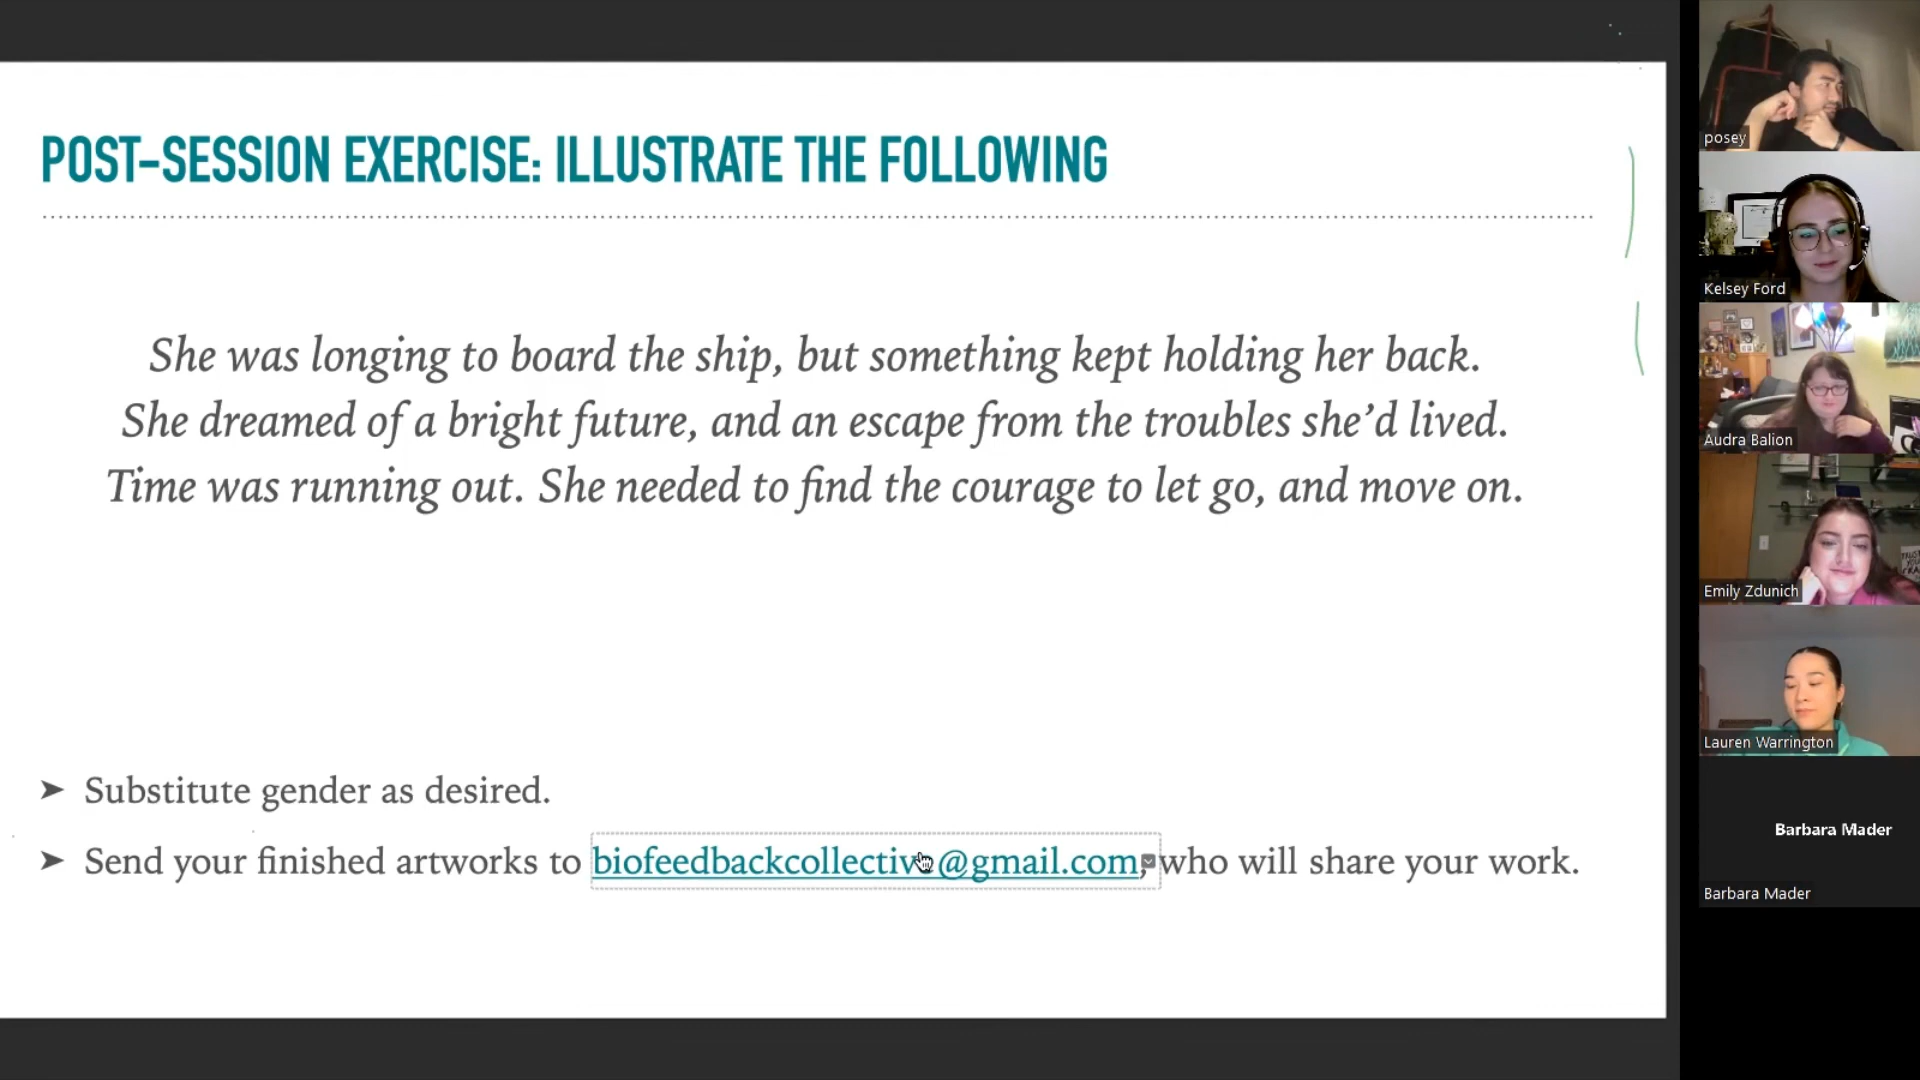 POST-SESSION EXERCISE: ILLUSTRATE THE FOLLOWING
She was longing to board the ship, but something kept holding her back.
She dreamed of a bright future, and an escape from the troubles she’d lived.
Time was running out. She needed to find the courage to let go, and move on.
➤ Substitute gender as desired.
➤ Send your finished artworks to biofeedbackcollective@gmail.com, who will share your work.
posey
Kelsey Ford
Audra Balion
Emily Zdunich
Lauren Warrington
Barbara Mader
Barbara Mader